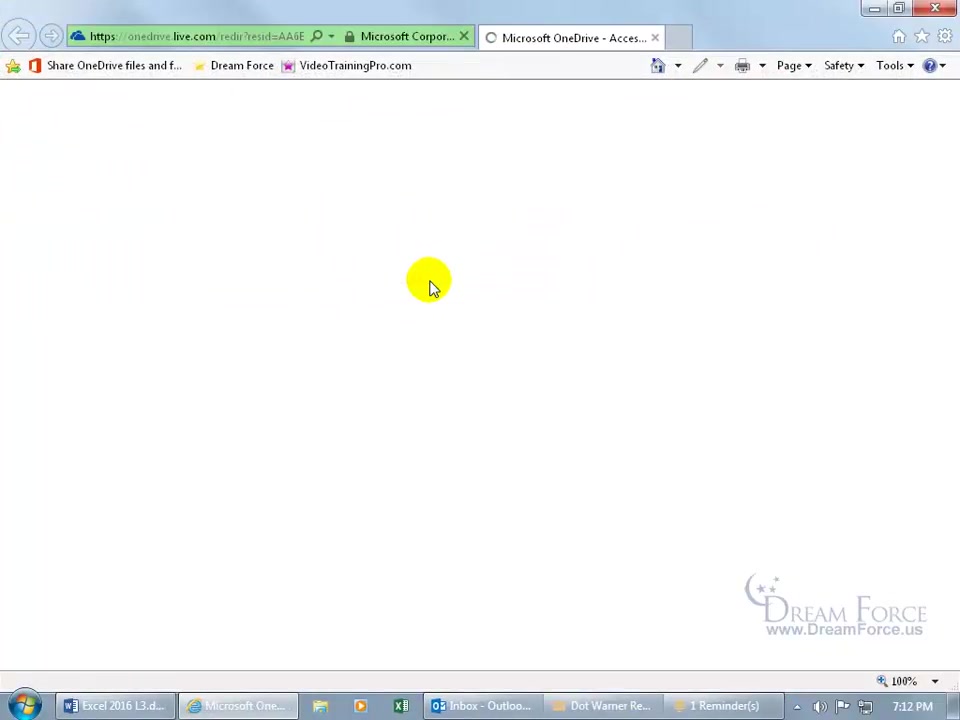 https://onedrive.live.com/redir?resid=AA6E
Microsoft Corpor...
Microsoft OneDrive - Acces...
Share OneDrive files and f...
Dream Force
VideoTrainingPro.com
Page
Safety
Tools
DREAM FORCE
www.DreamForce.us
100%
Excel 2016 L3.d...
Microsoft One...
Inbox - Outloo...
Dot Warner Re...
1 Reminder(s)
7:12 PM